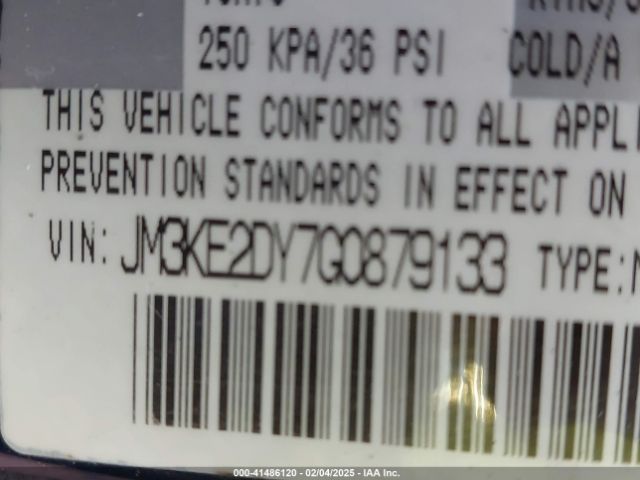 250 KPA/36 PSI COLD/A
THIS VEHICLE CONFORMS TO ALL APPLI
PREVENTION STANDARDS IN EFFECT ON
VIN: JM3KE2DY7G0879133 TYPE:
000-41486120 - 02/04/2025 - IAA Inc.